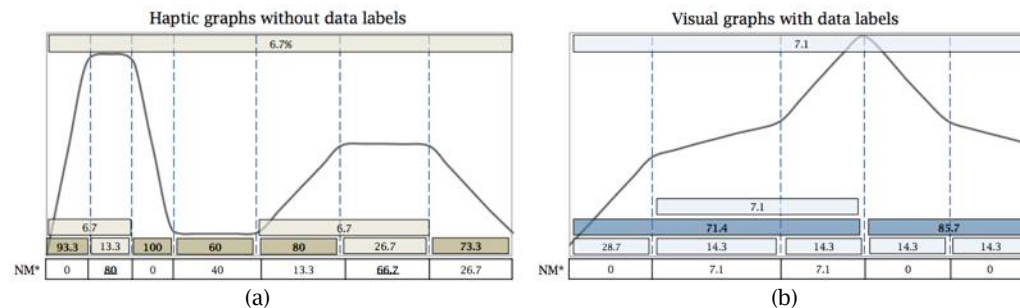 Haptic graphs without data labels
6.7%
6.7 6.7
93.3 13.3 100 60 80 26.7 73.3
NM* 0 80 0 40 13.3 66.7 26.7
(a)
Visual graphs with data labels
7.1
7.1
71.4 85.7
28.7 14.3 14.3 14.3 14.3
NM* 0 7.1 7.1 0 0
(b)